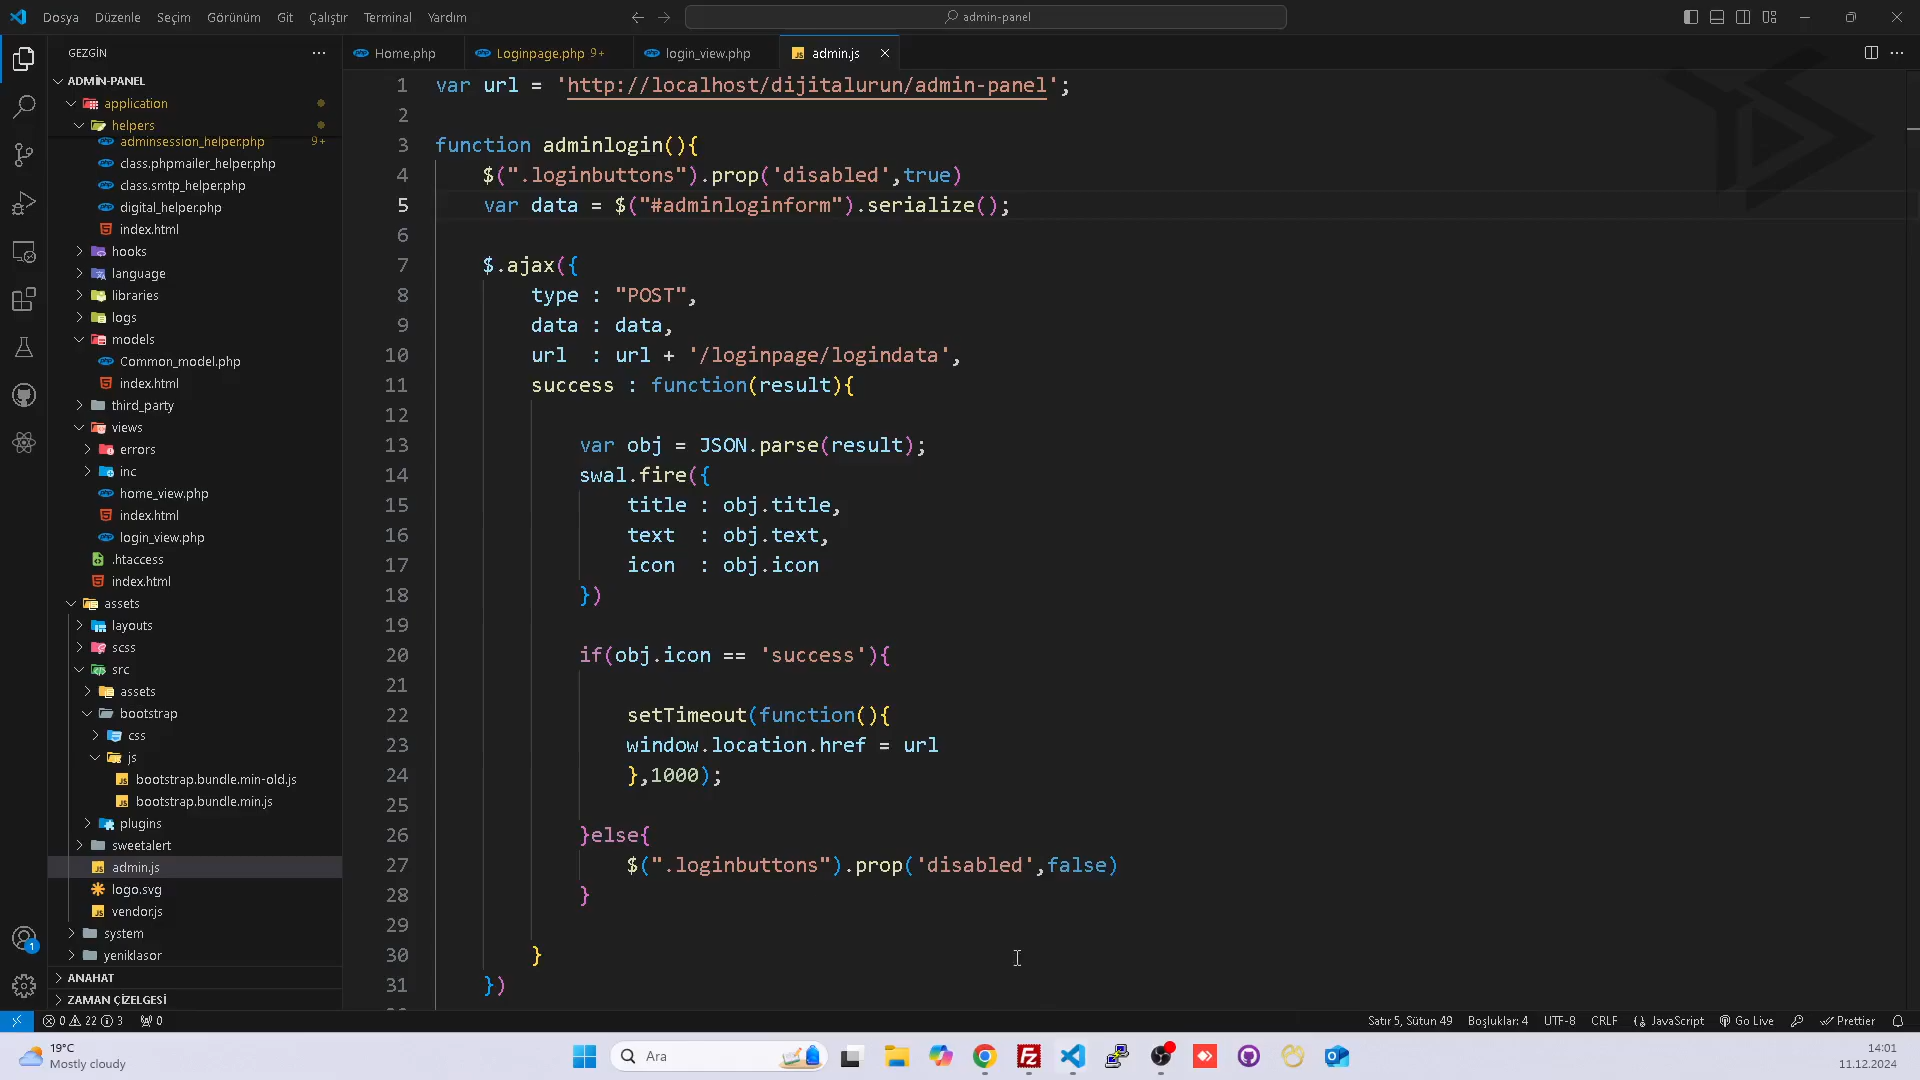 Dosya Düzenle Seçim Görünüm Git Çalıştır Terminal Yardım
admin-panel
GEZGİN
Home.php
Loginpage.php 9+
login_view.php
admin.js
ADMIN-PANEL
application
helpers
adminsession_helper.php 9+
class.phpmailer_helper.php
class.smtp_helper.php
digital_helper.php
index.html
hooks
language
libraries
logs
models
Common_model.php
index.html
third_party
views
errors
inc
home_view.php
index.html
login_view.php
.htaccess
index.html
assets
layouts
scss
src
assets
bootstrap
css
js
bootstrap.bundle.min-old.js
bootstrap.bundle.min.js
plugins
sweetalert
admin.js
logo.svg
vendor.js
system
yeniklasor
ANAHAT
ZAMAN ÇİZELGESİ
1 var url = 'http://localhost/dijitalurun/admin-panel';
2
3 function adminlogin(){
4 $(".loginbuttons").prop('disabled',true)
5 var data = $("#adminloginform").serialize();
6
7 $.ajax({
8 type : "POST",
9 data : data,
10 url : url + '/loginpage/logindata',
11 success : function(result){
12
13 var obj = JSON.parse(result);
14 swal.fire({
15 title : obj.title,
16 text : obj.text,
17 icon : obj.icon
18 })
19
20 if(obj.icon == 'success'){
21
22 setTimeout(function(){
23 window.location.href = url
24 },1000);
25
26 }else{
27 $(".loginbuttons").prop('disabled',false)
28 }
29
30 }
31 })
1
0 22 3 0
Satır 5, Sütun 49 Boşluklar: 4 UTF-8 CRLF JavaScript Go Live Prettier
19°C
Mostly cloudy
Ara
14:01
11.12.2024